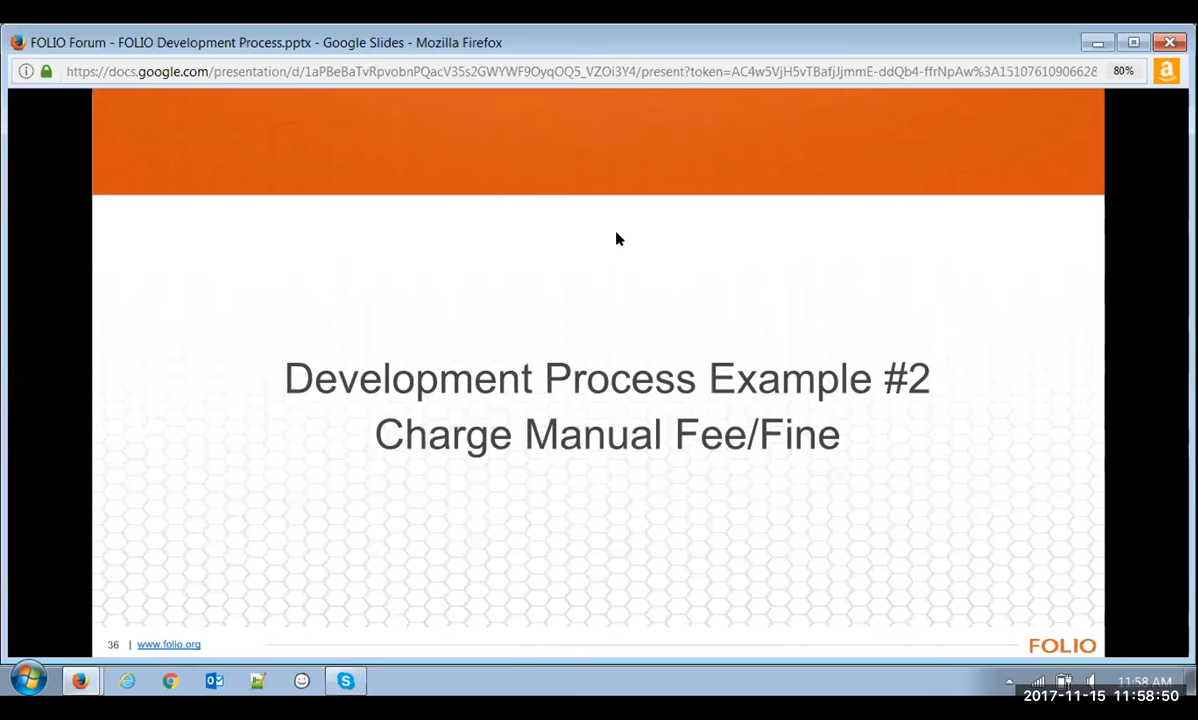 FOLIO Forum - FOLIO Development Process.pptx - Google Slides - Mozilla Firefox
https://docs.google.com/presentation/d/1aPBeBaTvRpvobnPQacV35s2GWYWF9OyqOQ5_VZOi3Y4/present?token=AC4w5VjH5vTBafjJjmmE-ddQb4-ffrNpAw%3A15107610906628
80%
Development Process Example #2
Charge Manual Fee/Fine
36 | www.folio.org
FOLIO
11:58 AM
2017-11-15 11:58:50